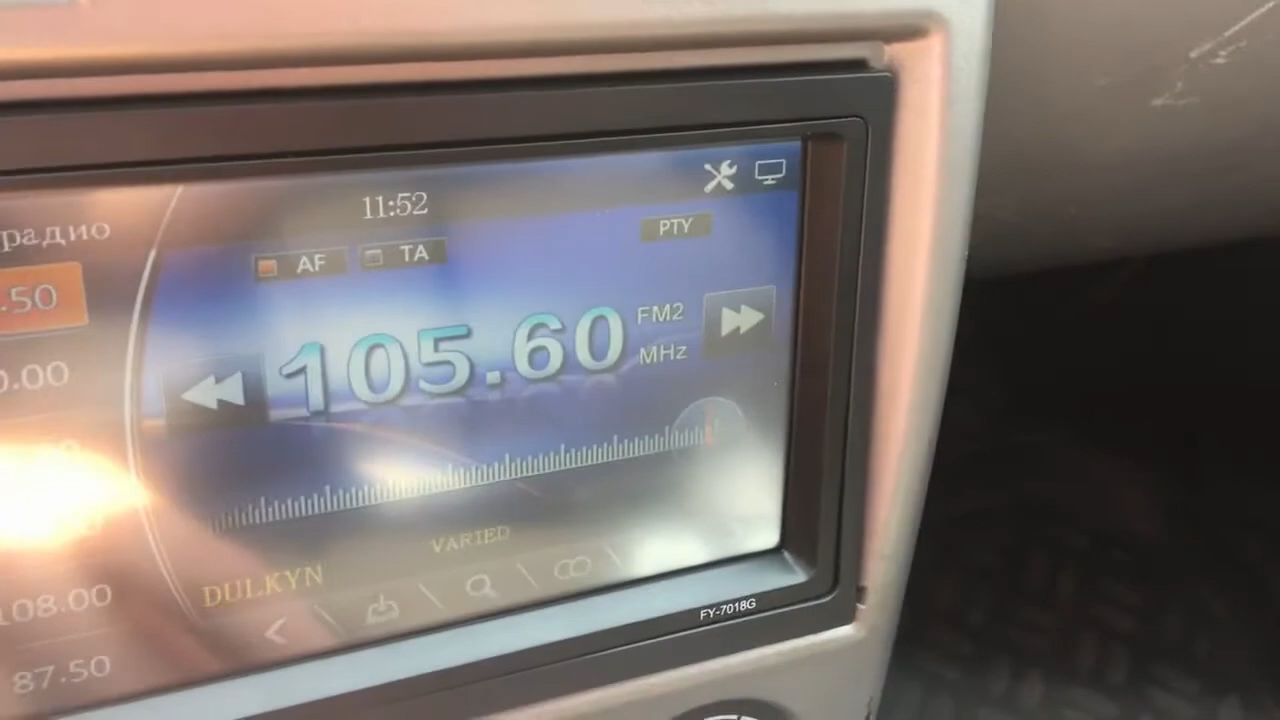 11:52
радио
AF
TA
PTY
.50
105.60
FM2
MHz
0.00
VARIED
DULKYN
108.00
87.50
FY-7018G